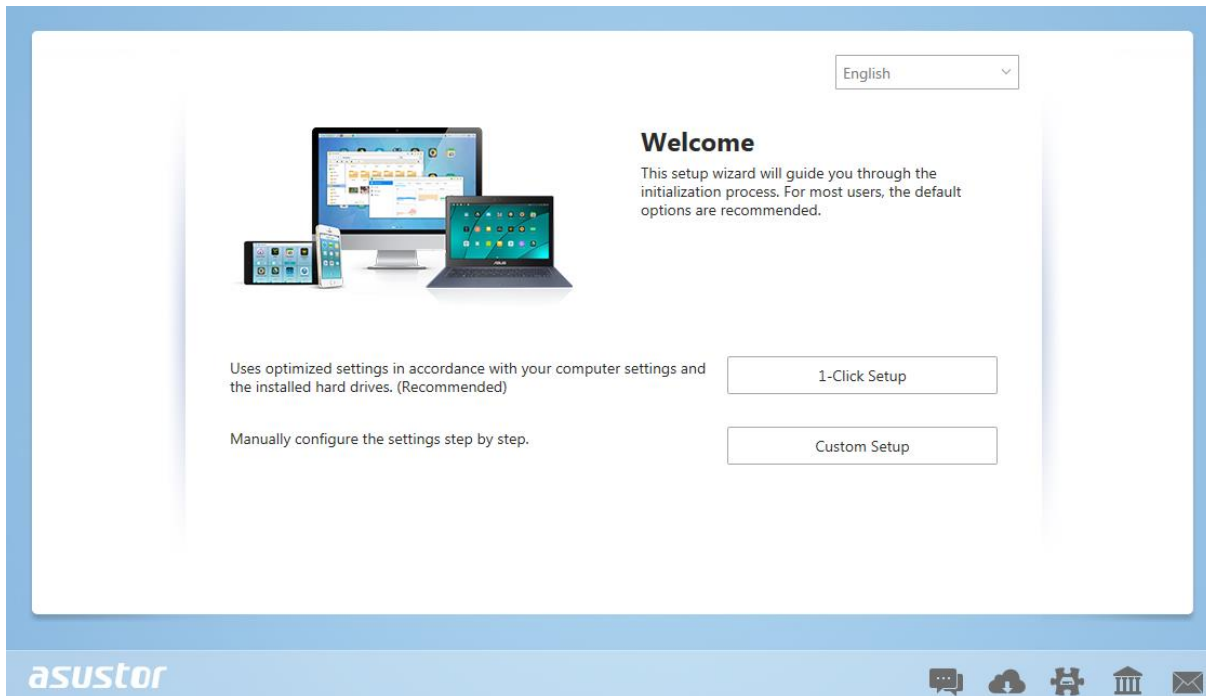 English
Welcome
This setup wizard will guide you through the
initialization process. For most users, the default
options are recommended.
Uses optimized settings in accordance with your computer settings and
the installed hard drives. (Recommended)
1-Click Setup
Manually configure the settings step by step.
Custom Setup
asustor